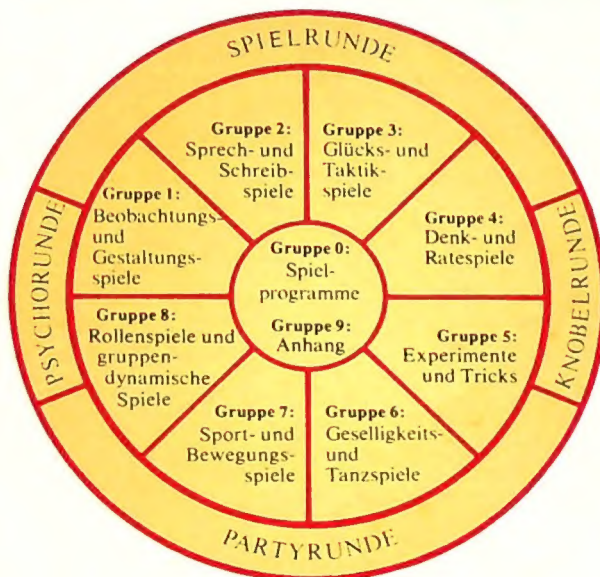 SPIELRUNDE
Gruppe 2:
Sprech- und
Schreib-
spiele
Gruppe 3:
Glücks- und
Taktik-
spiele
Gruppe 1:
Beobachtungs-
und
Gestaltungs-
spiele
Gruppe 4:
Denk- und
Ratespiele
Gruppe 0:
Spiel-
programme
Gruppe 9:
Anhang
PSYCHORUNDE
KNOBELRUNDE
Gruppe 8:
Rollenspiele und
gruppen-
dynamische
Spiele
Gruppe 5:
Experimente
und Tricks
Gruppe 7:
Sport- und
Bewegungs-
spiele
Gruppe 6:
Geselligkeits-
und
Tanzspiele
PARTYRUNDE